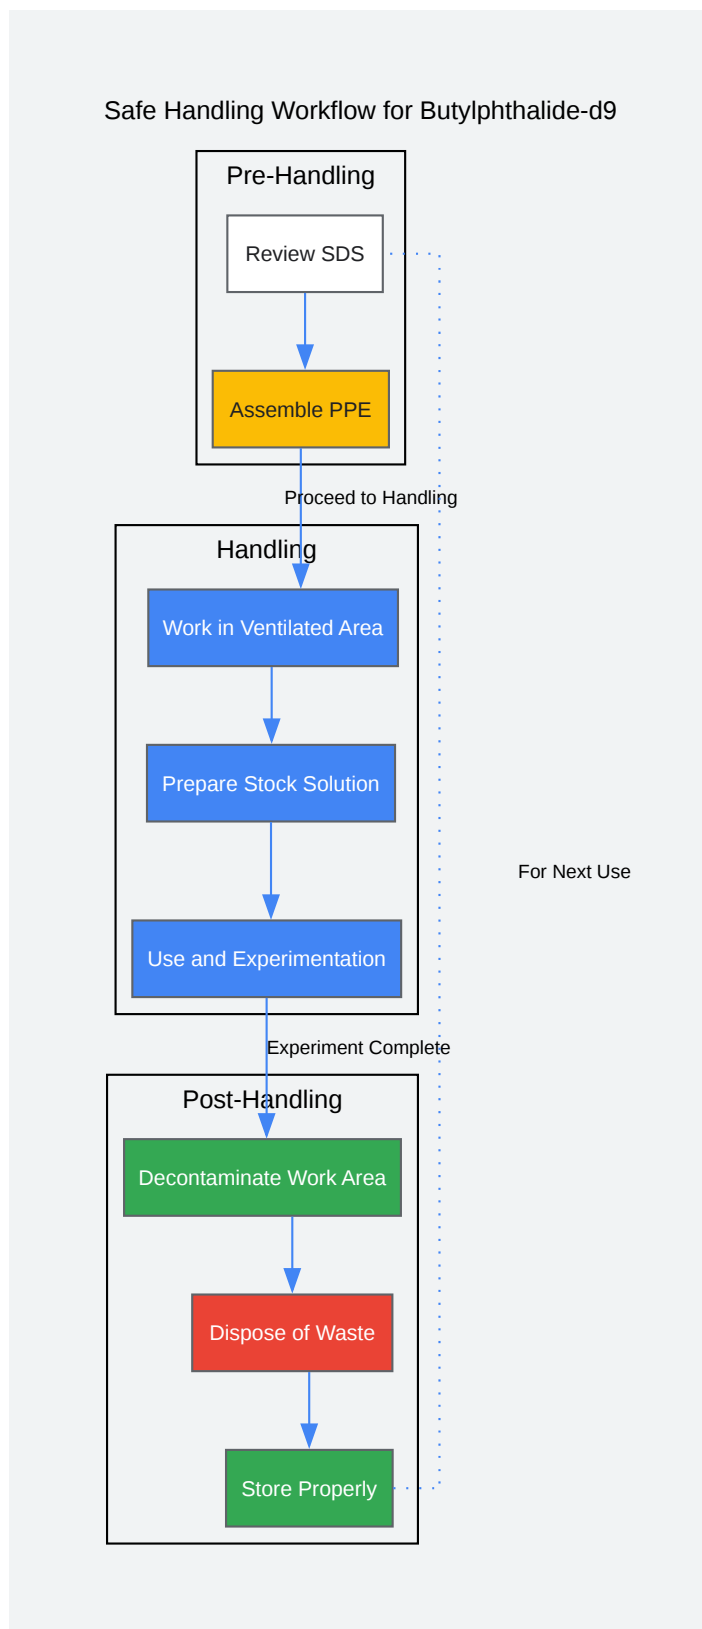 Safe Handling Workflow for Butylphthalide-d9
Pre-Handling
Review SDS
Assemble PPE
Proceed to Handling
Handling
Work in Ventilated Area
Prepare Stock Solution
For Next Use
Use and Experimentation
Experiment Complete
Post-Handling
Decontaminate Work Area
Dispose of Waste
Store Properly